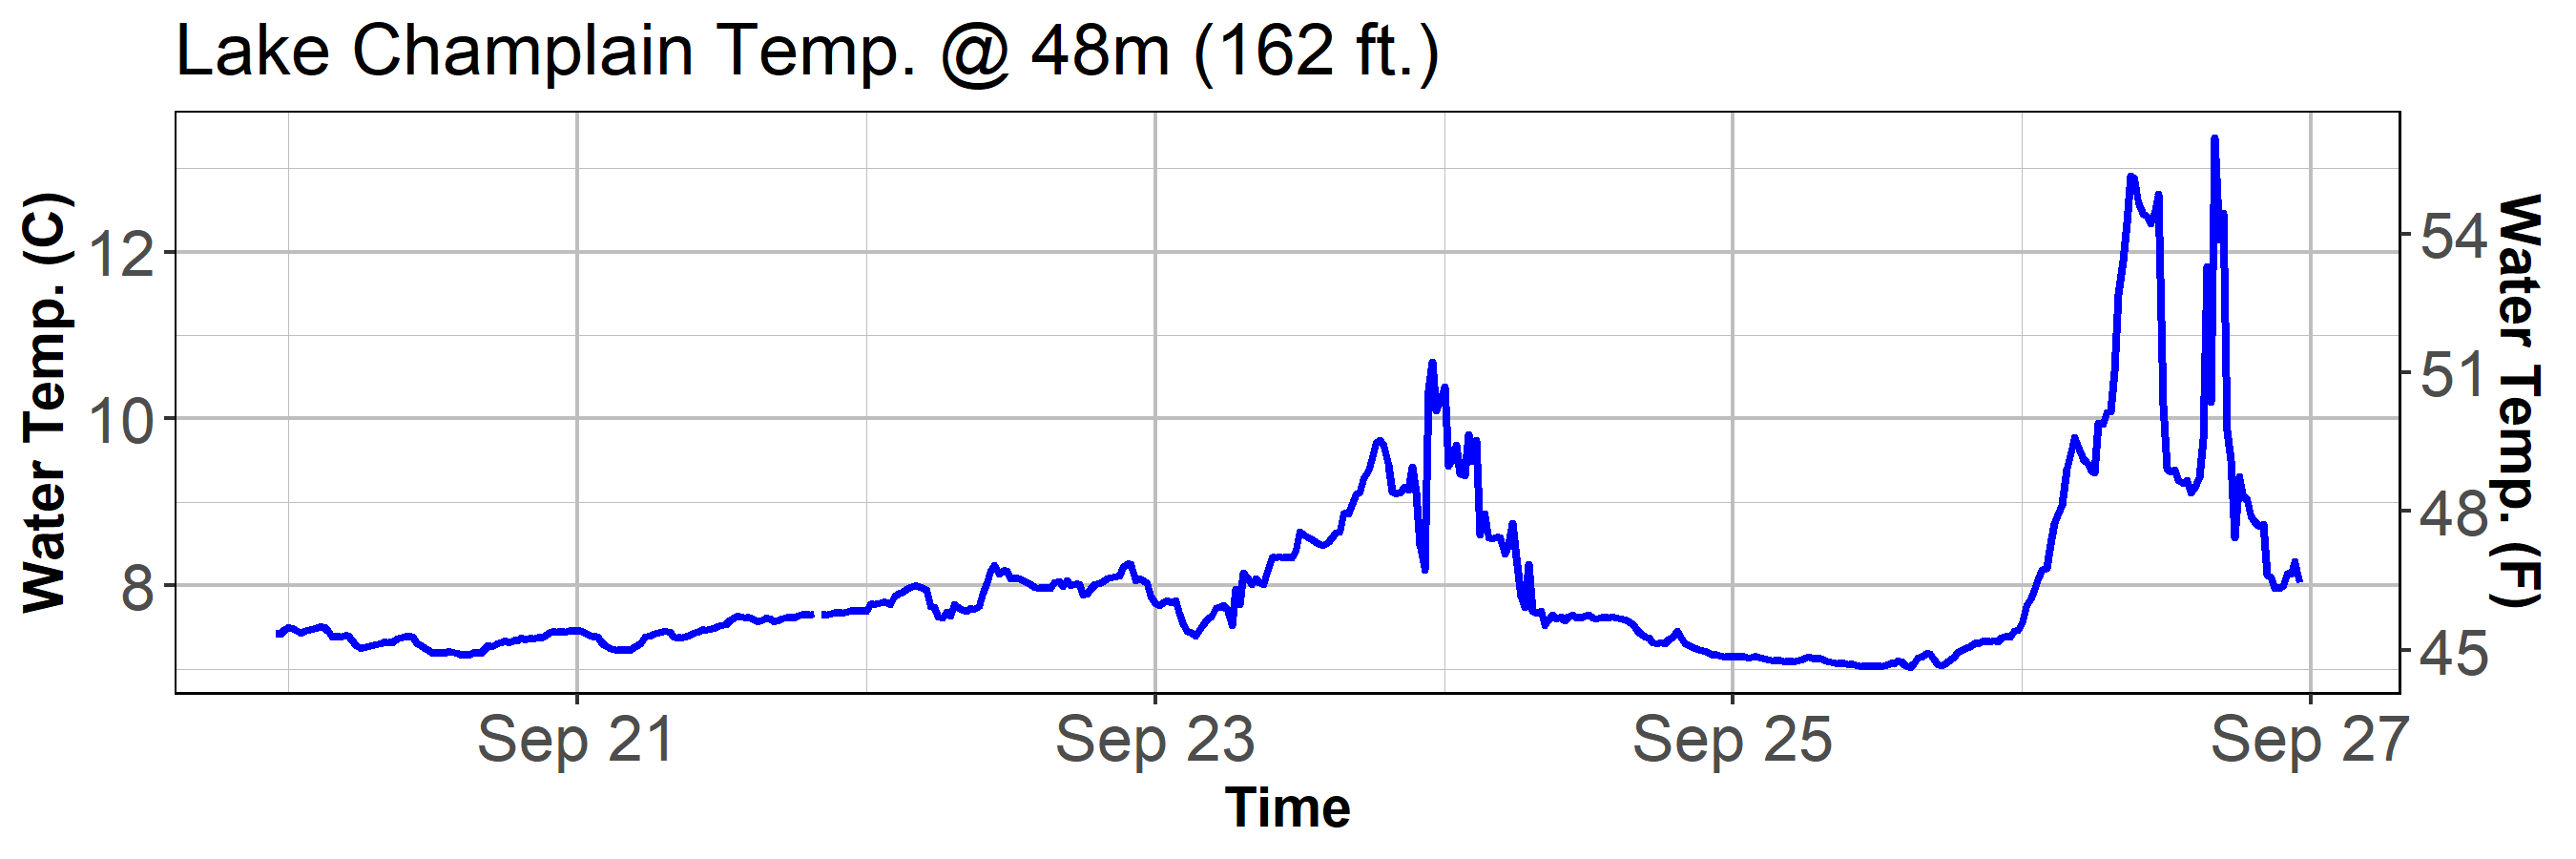 Lake Champlain Temp. @ 48m (162 ft.)
Water Temp. (C)
12
10
8
54
51
48
45
Water Temp. (F)
Sep 21
Sep 23
Sep 25
Sep 27
Time